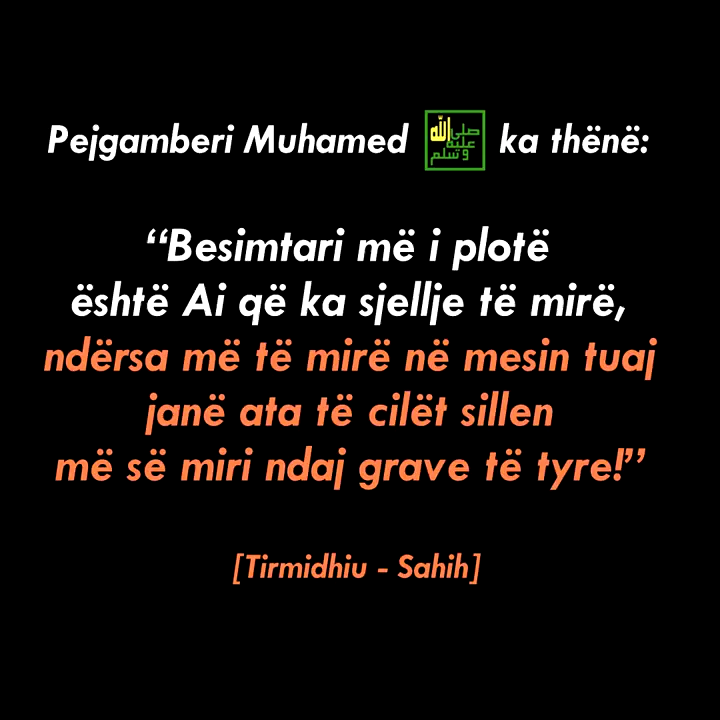 Pejgamberi Muhamed صلى الله عليه وسلم ka thënë:
“Besimtari më i plotë
është Ai që ka sjellje të mirë,
ndërsa më të mirë në mesin tuaj
janë ata të cilët sillen
më së miri ndaj grave të tyre!”
[Tirmidhiu - Sahih]